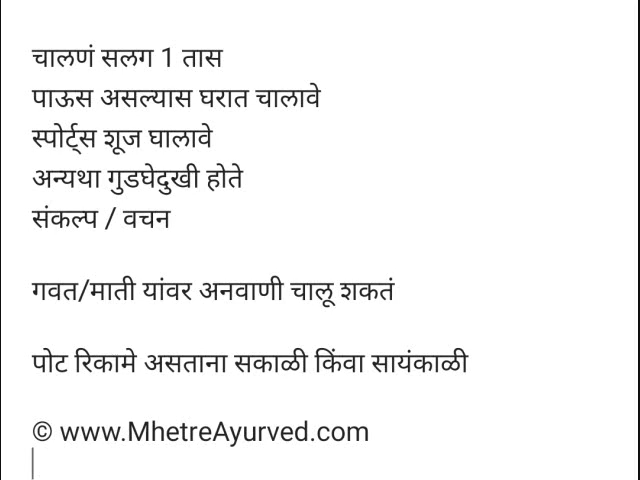 चालणं सलग 1 तास
पाऊस असल्यास घरात चालावे
स्पोर्ट्स शूज घालावे
अन्यथा गुडघेदुखी होते
संकल्प / वचन
गवत/माती यांवर अनवाणी चालू शकतं
पोट रिकामे असताना सकाळी किंवा सायंकाळी
© www.MhetreAyurved.com